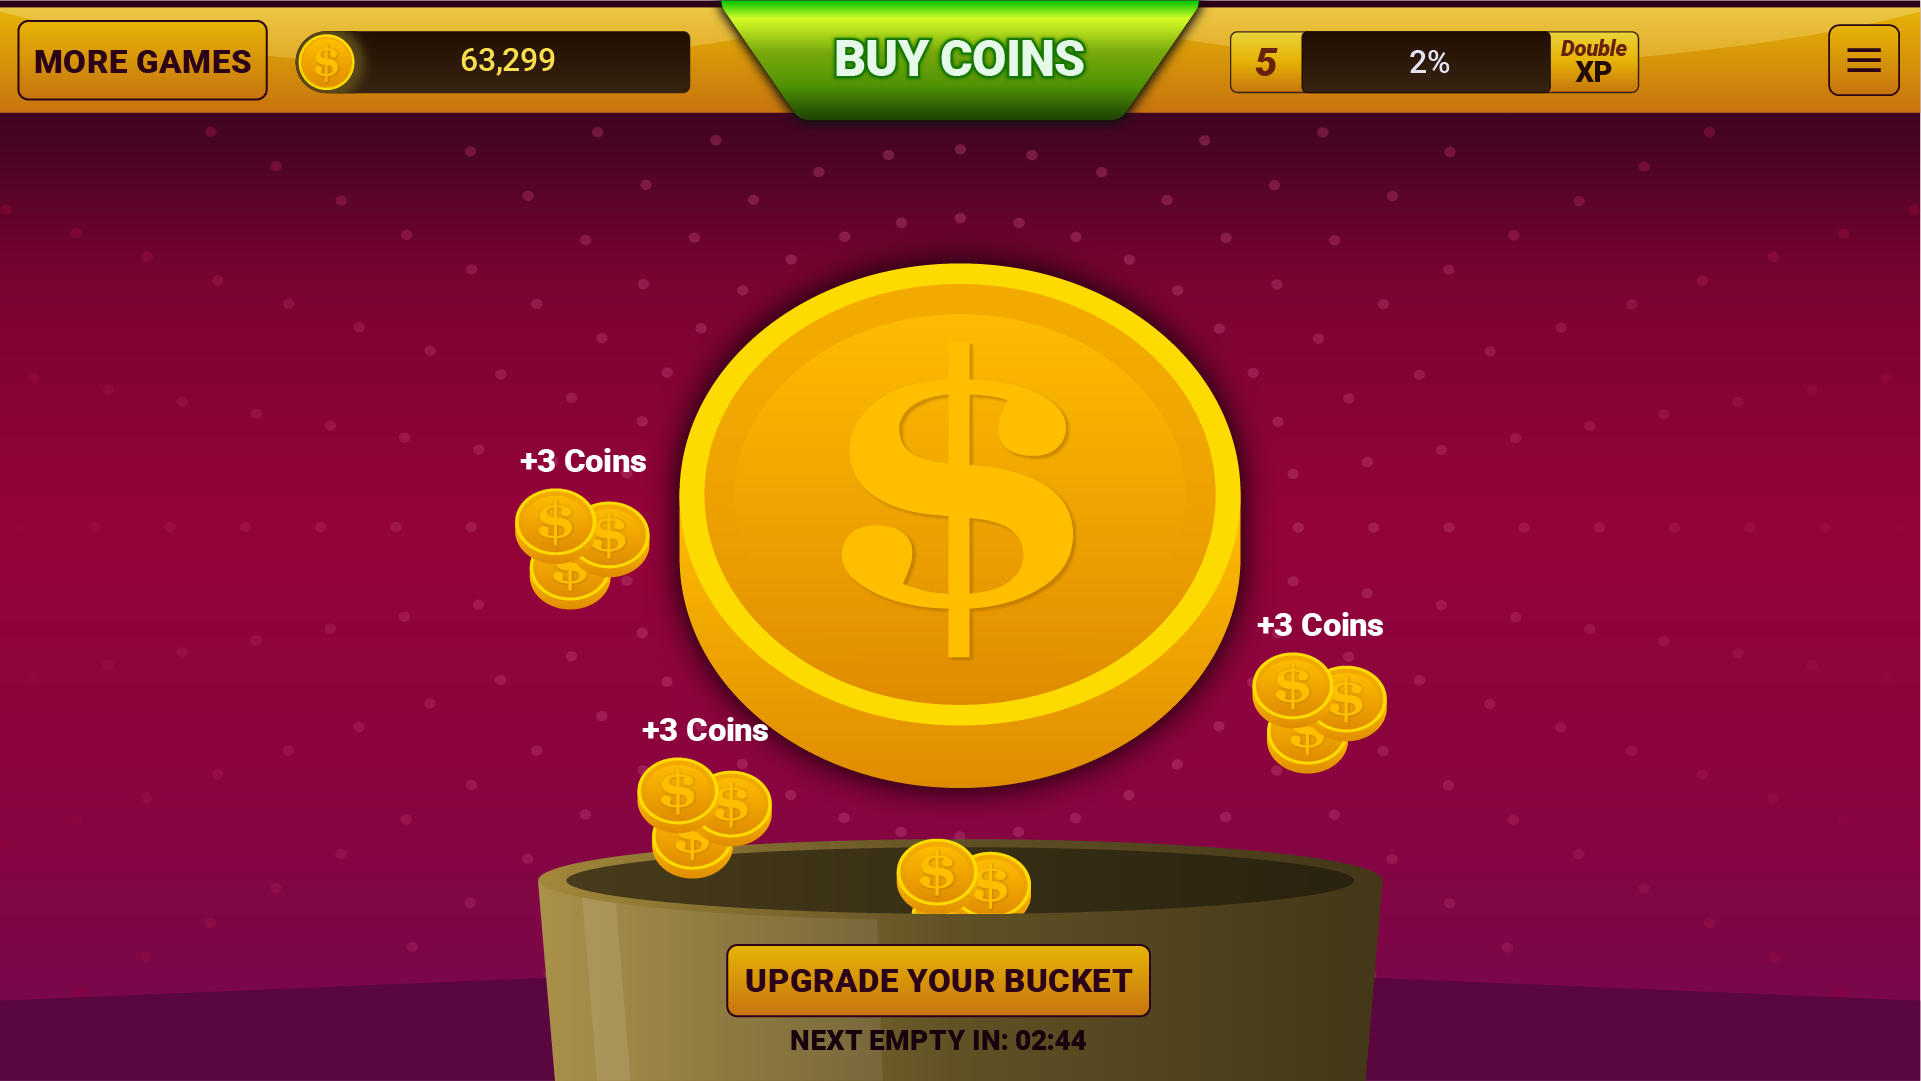 MORE GAMES
63,299
BUY COINS
5
2%
Double
XP
+3 Coins
+3 Coins
+3 Coins
UPGRADE YOUR BUCKET
NEXT EMPTY IN: 02:44